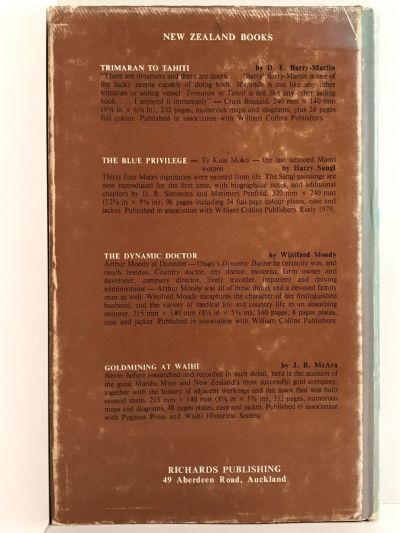 NEW ZEALAND BOOKS
TRIMARAN TO TAHITI by D. E. Barry-Martin
"There are dreamers and there are doers . . . 'Barry' Barry-Martin is one of
the lucky people capable of doing both. is not like any other
trimaran or sailing vessel. Trimaran to Tahiti is not like any other sailing
book. . . I enjoyed it immensely" — Chris Bouzaid. 240 mm × 140 mm
(9½ in × 6½ in), 232 pages, numerous maps and diagrams, plus 24 pages
full colour. Published in association with William Collins Publishers.
THE BLUE PRIVILEGE — Te Kuia Moko — the last tattooed Maori
women by Harry Sangl
Thirty four Maori dignitaries were painted from life. The Sangl paintings are
now reproduced for the first time, with biographical notes, and additional
chapters by D. R. Simmons and Merimeri Penfold. 320 mm × 240 mm
(12⅝ in × 9½ in), 96 pages including 34 full-page colour plates, case and
jacket. Published in association with William Collins Publishers. Early 1979.
THE DYNAMIC DOCTOR by Winifred Moody
Arthur Moody of Dunedin — Otago's Dynamic Doctor he certainly was, and
much besides. Country doctor, city doctor, motorist, farm owner and
developer, company director, lively traveller, impatient and driving
administrator — Arthur Moody was all of these things and a devoted family
man as well. Winifred Moody recaptures the character of her distinguished
husband, and the variety of medical life and country life in an absorbing
manner. 215 mm × 140 mm (8½ in × 5½ in), 160 pages, 8 pages plates,
case and jacket. Published in association with William Collins Publishers.
GOLDMINING AT WAIHI by J. B. McAra
Never before researched and recorded in such detail, here is the account of
the great Martha Mine and New Zealand's most successful gold company,
together with the history of adjacent workings and the town that was built
around them. 215 mm × 140 mm (8½ in × 5½ in), 352 pages, numerous
maps and diagrams, 48 pages plates, case and jacket. Published in association
with Pegasus Press and Waihi Historical Society.
RICHARDS PUBLISHING
49 Aberdeen Road, Auckland